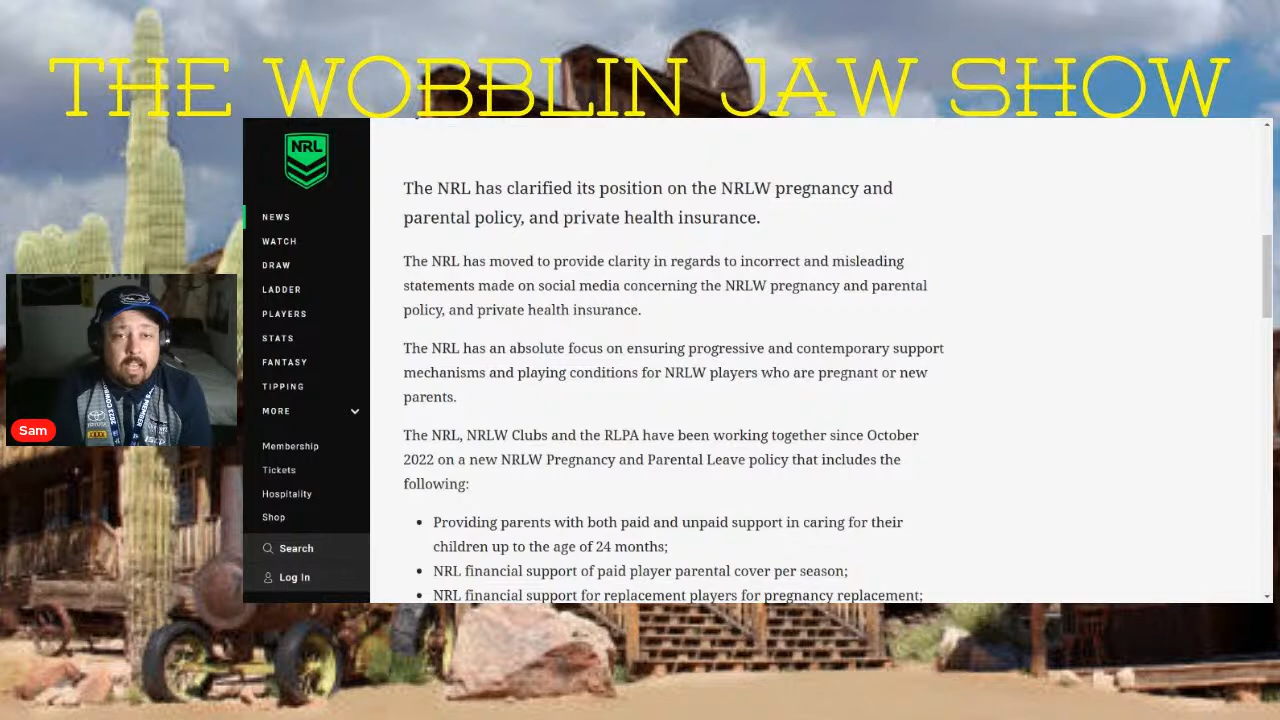 THE WOBBLIN JAW SHOW
NRL
NEWS
WATCH
DRAW
LADDER
PLAYERS
STATS
FANTASY
TIPPING
MORE
Membership
Tickets
Hospitality
Shop
Search
Log In
The NRL has clarified its position on the NRLW pregnancy and
parental policy, and private health insurance.
The NRL has moved to provide clarity in regards to incorrect and misleading
statements made on social media concerning the NRLW pregnancy and parental
policy, and private health insurance.
The NRL has an absolute focus on ensuring progressive and contemporary support
mechanisms and playing conditions for NRLW players who are pregnant or new
parents.
The NRL, NRLW Clubs and the RLPA have been working together since October
2022 on a new NRLW Pregnancy and Parental Leave policy that includes the
following:
• Providing parents with both paid and unpaid support in caring for their
children up to the age of 24 months;
• NRL financial support of paid player parental cover per season;
• NRL financial support for replacement players for pregnancy replacement;
Sam